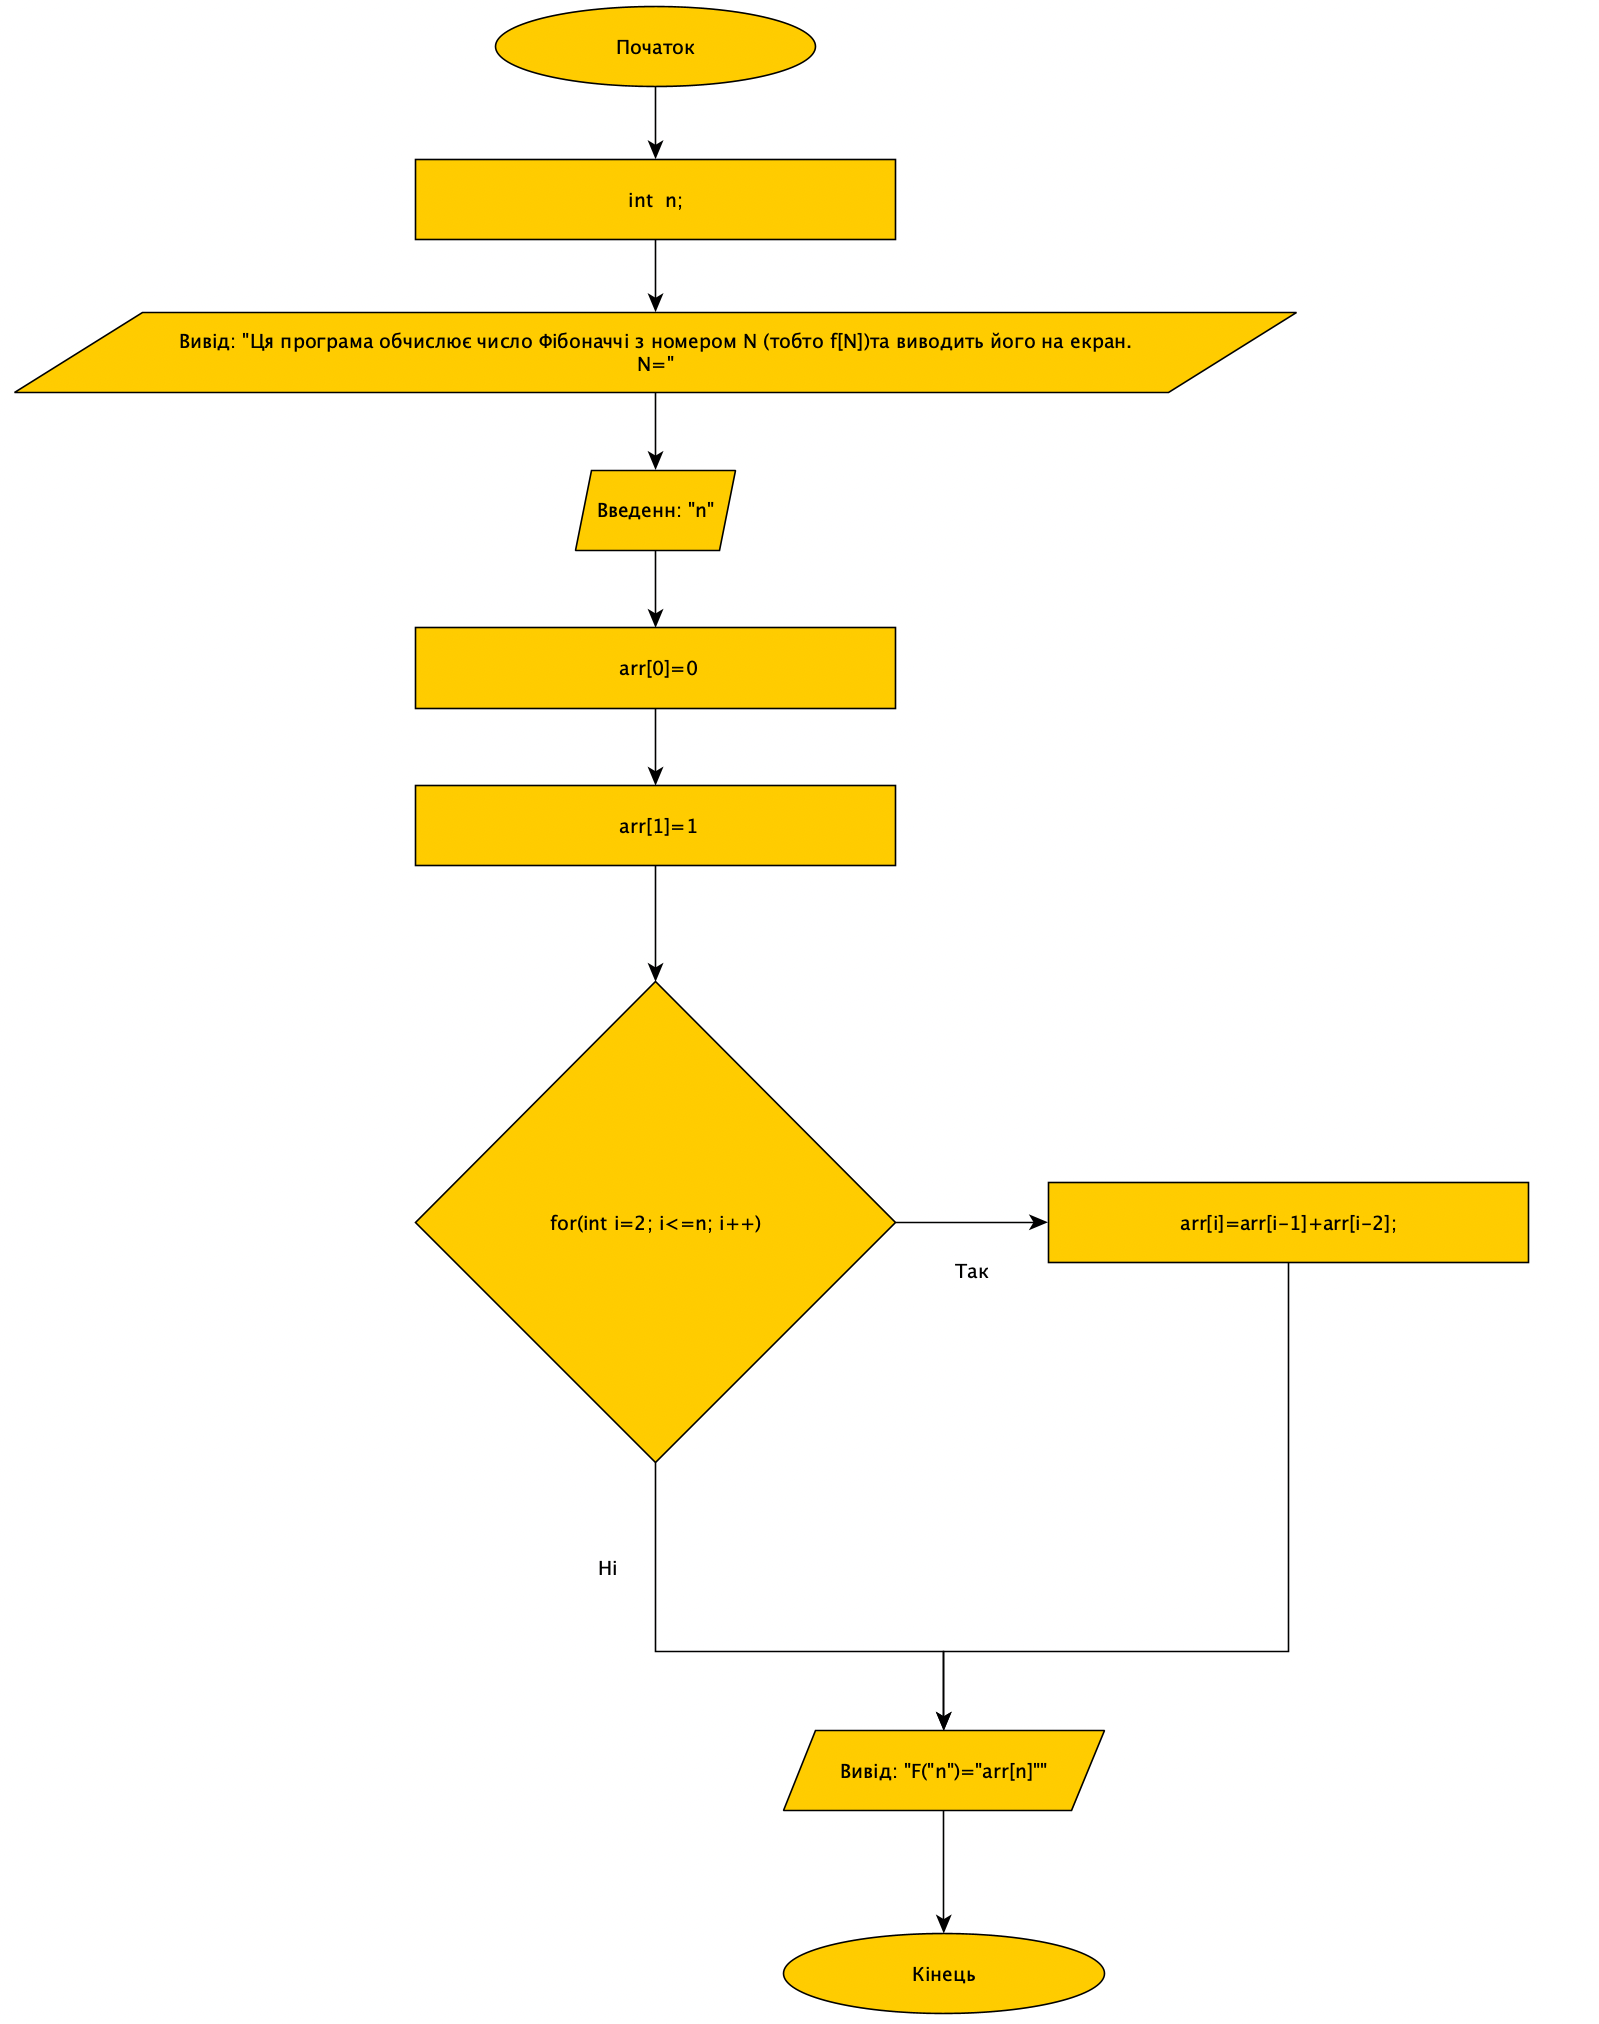 Початок
int  n;
Вивід: "Ця програма обчислює число Фібоначчі з номером N (тобто f[N])та виводить його на екран.
N="
Введенн: "n"
arr[0]=0
arr[1]=1
for(int i=2; i<=n; i++)
arr[i]=arr[i-1]+arr[i-2];
Так
Ні
Вивід: "F("n")="arr[n]""
Кінець